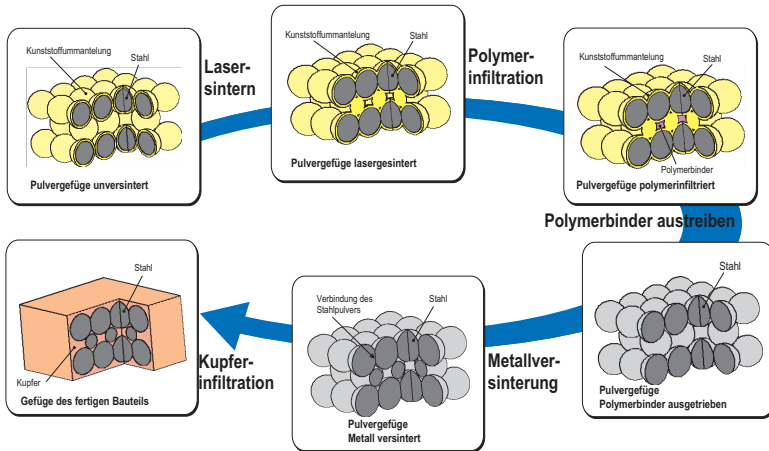 Kunststoffummantelung
Stahl
Pulvergefüge unversintert
Laser-
sintern
Kunststoffummantelung
Stahl
Pulvergefüge lasergesintert
Polymer-
infiltration
Kunststoffummantelung
Stahl
Polymerbinder
Pulvergefüge polymerinfiltriert
Polymerbinder austreiben
Stahl
Pulvergefüge
Polymerbinder ausgetrieben
Metallver-
sinterung
Verbindung des
Stahlpulvers
Stahl
Pulvergefüge
Metall versintert
Kupfer-
infiltration
Stahl
Kupfer
Gefüge des fertigen Bauteils